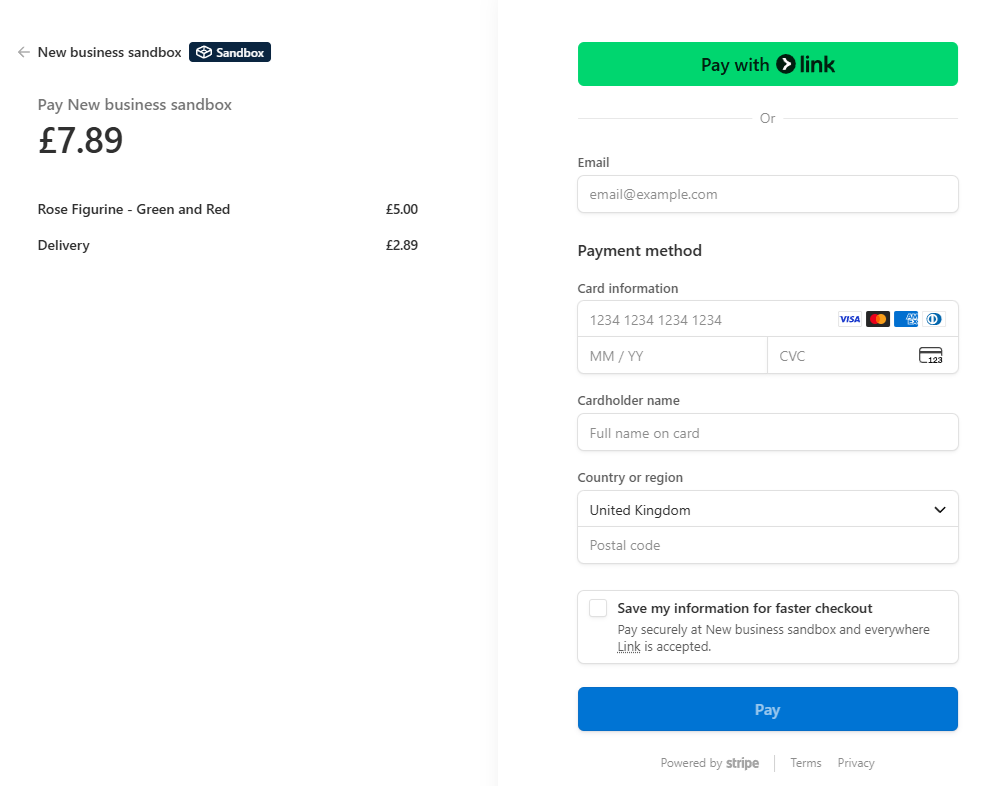 New business sandbox Sandbox
Pay New business sandbox
£7.89
Rose Figurine - Green and Red £5.00
Delivery £2.89
Pay with link
Or
Email
email@example.com
Payment method
Card information
1234 1234 1234 1234 VISA AMEX
MM / YY CVC 123
Cardholder name
Full name on card
Country or region
United Kingdom
Postal code
Save my information for faster checkout
Pay securely at New business sandbox and everywhere
Link is accepted.
Pay
Powered by stripe Terms Privacy